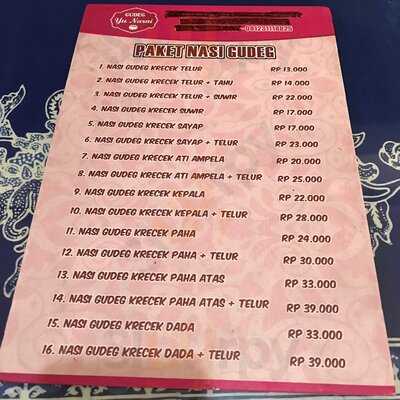 GUDEG
Yu Narni
081231118825
PAKET NASI GUDEG
1. NASI GUDEG KRECEK TELUR RP 13.000
2. NASI GUDEG KRECEK TELUR + TAHU RP 14.000
3. NASI GUDEG KRECEK TELUR + SUWIR RP 22.000
4. NASI GUDEG KRECEK SUWIR RP 17.000
5. NASI GUDEG KRECEK SAYAP RP 17.000
6. NASI GUDEG KRECEK SAYAP + TELUR RP 23.000
7. NASI GUDEG KRECEK ATI AMPELA RP 20.000
8. NASI GUDEG KRECEK ATI AMPELA + TELUR RP 25.000
9. NASI GUDEG KRECEK KEPALA RP 22.000
10. NASI GUDEG KRECEK KEPALA + TELUR RP 28.000
11. NASI GUDEG KRECEK PAHA RP 24.000
12. NASI GUDEG KRECEK PAHA + TELUR RP 30.000
13. NASI GUDEG KRECEK PAHA ATAS RP 33.000
14. NASI GUDEG KRECEK PAHA ATAS + TELUR RP 39.000
15. NASI GUDEG KRECEK DADA RP 33.000
16. NASI GUDEG KRECEK DADA + TELUR RP 39.000